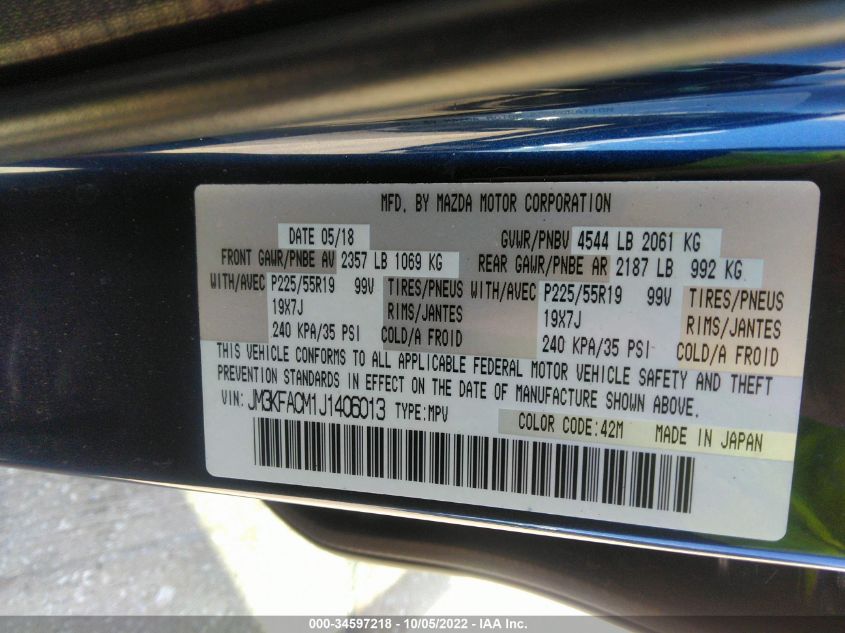 MFD. BY MAZDA MOTOR CORPORATION
DATE 05/18 GVWR/PNBV 4544 LB 2061 KG
FRONT GAWR/PNBE AV 2357 LB 1069 KG REAR GAWR/PNBE AR 2187 LB 992 KG
WITH/AVEC P225/55R19 99V TIRES/PNEUS WITH/AVEC P225/55R19 99V TIRES/PNEUS
19X7J RIMS/JANTES 19X7J RIMS/JANTES
240 KPA/35 PSI COLD/A FROID 240 KPA/35 PSI COLD/A FROID
THIS VEHICLE CONFORMS TO ALL APPLICABLE FEDERAL MOTOR VEHICLE SAFETY AND THEFT
PREVENTION STANDARDS IN EFFECT ON THE DATE OF MANUFACTURE SHOWN ABOVE.
VIN: JM3KFACM1J1406013 TYPE:MPV
COLOR CODE:42M MADE IN JAPAN
000-34597218 - 10/05/2022 - IAA Inc.